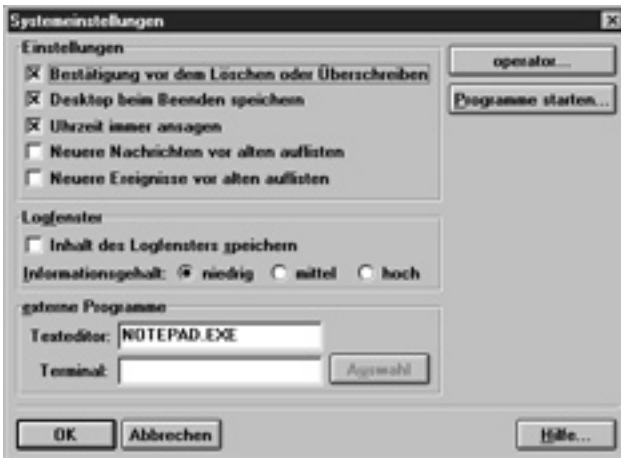 Systemeinstellungen
Einstellungen
Bestätigung vor dem Löschen oder Überschreiben
Desktop beim Beenden speichern
Uhrzeit immer ansagen
Neuere Nachrichten vor alten auflisten
Neuere Ereignisse vor alten auflisten
operator...
Programme starten...
Logfenster
Inhalt des Logfensters speichern
Informationsgehalt: niedrig mittel hoch
externe Programme
Texteditor: NOTEPAD.EXE
Terminal: Auswahl
OK Abbrechen Hilfe...